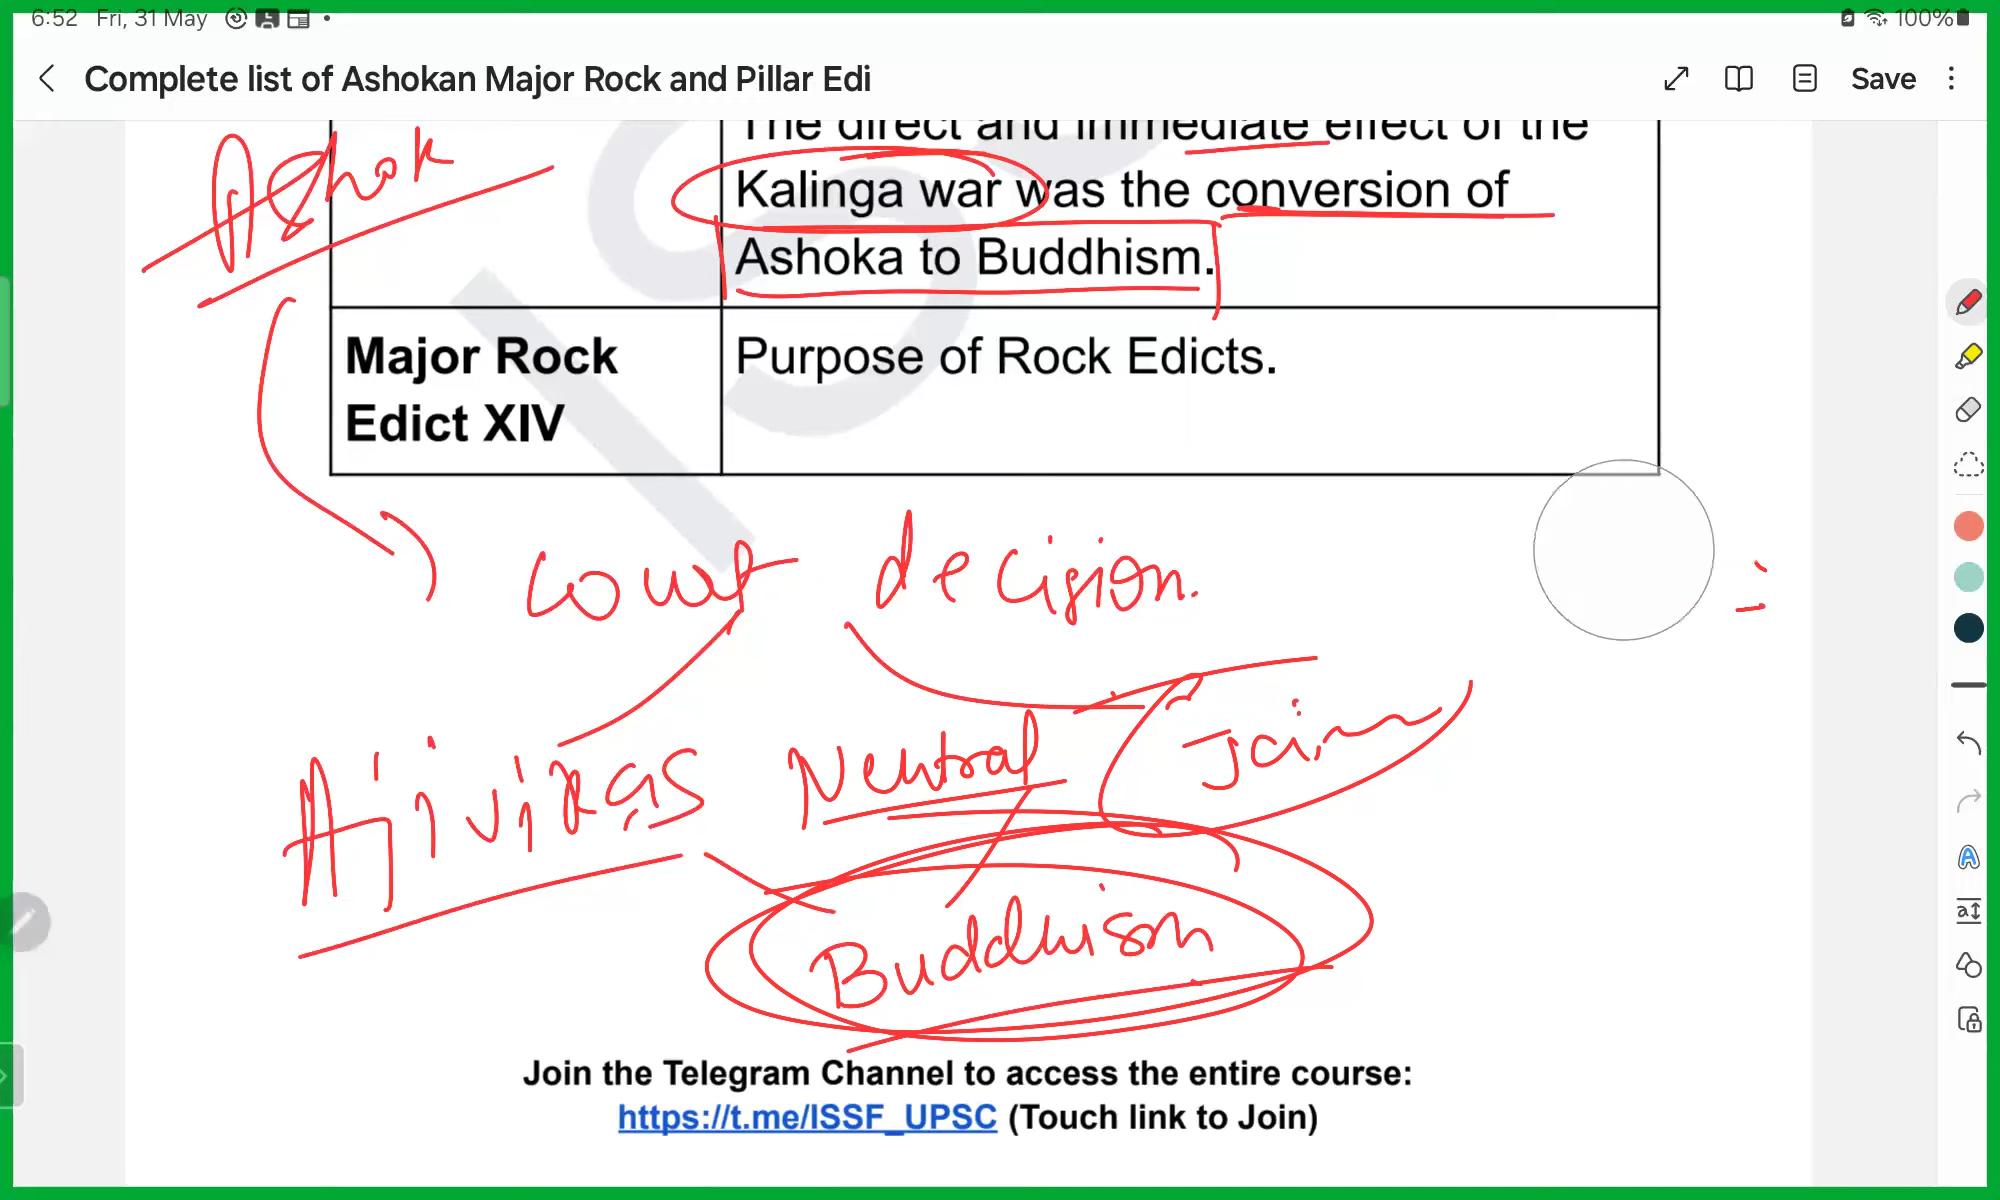 6:52 Fri, 31 May
100%
Complete list of Ashokan Major Rock and Pillar Edi
Save
The direct and immediate effect of the
Kalinga war was the conversion of
Ashoka to Buddhism.
Ashok
Major Rock
Edict XIV
Purpose of Rock Edicts.
Court decision.
Ajivikas Neutral Jain
Buddhism
Join the Telegram Channel to access the entire course:
https://t.me/ISSF_UPSC (Touch link to Join)